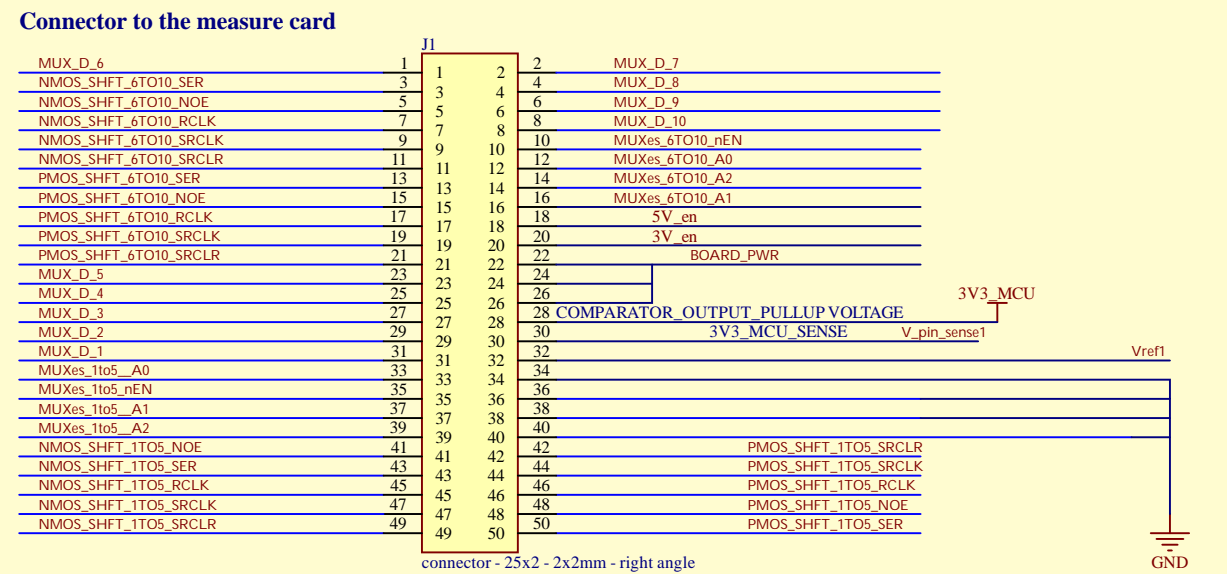 Connector to the measure card
J1
MUX_D_6 1 1 2 2 MUX_D_7
NMOS_SHFT_6TO10_SER 3 3 4 4 MUX_D_8
NMOS_SHFT_6TO10_NOE 5 5 6 6 MUX_D_9
NMOS_SHFT_6TO10_RCLK 7 7 8 8 MUX_D_10
NMOS_SHFT_6TO10_SRCLK 9 9 10 10 MUXes_6TO10_nEN
NMOS_SHFT_6TO10_SRCLR 11 11 12 12 MUXes_6TO10_A0
PMOS_SHFT_6TO10_SER 13 13 14 14 MUXes_6TO10_A2
PMOS_SHFT_6TO10_NOE 15 15 16 16 MUXes_6TO10_A1
PMOS_SHFT_6TO10_RCLK 17 17 18 18 5V_en
PMOS_SHFT_6TO10_SRCLK 19 19 20 20 3V_en
PMOS_SHFT_6TO10_SRCLR 21 21 22 22 BOARD_PWR
MUX_D_5 23 23 24 24
MUX_D_4 25 25 26 26 3V3_MCU
MUX_D_3 27 27 28 28 COMPARATOR_OUTPUT_PULLUP VOLTAGE
MUX_D_2 29 29 30 30 3V3_MCU_SENSE V_pin_sense1
MUX_D_1 31 31 32 32 Vref1
MUXes_1to5__A0 33 33 34 34
MUXes_1to5_nEN 35 35 36 36
MUXes_1to5__A1 37 37 38 38
MUXes_1to5__A2 39 39 40 40
NMOS_SHFT_1TO5_NOE 41 41 42 42 PMOS_SHFT_1TO5_SRCLR
NMOS_SHFT_1TO5_SER 43 43 44 44 PMOS_SHFT_1TO5_SRCLK
NMOS_SHFT_1TO5_RCLK 45 45 46 46 PMOS_SHFT_1TO5_RCLK
NMOS_SHFT_1TO5_SRCLK 47 47 48 48 PMOS_SHFT_1TO5_NOE
NMOS_SHFT_1TO5_SRCLR 49 49 50 50 PMOS_SHFT_1TO5_SER
connector - 25x2 - 2x2mm - right angle GND